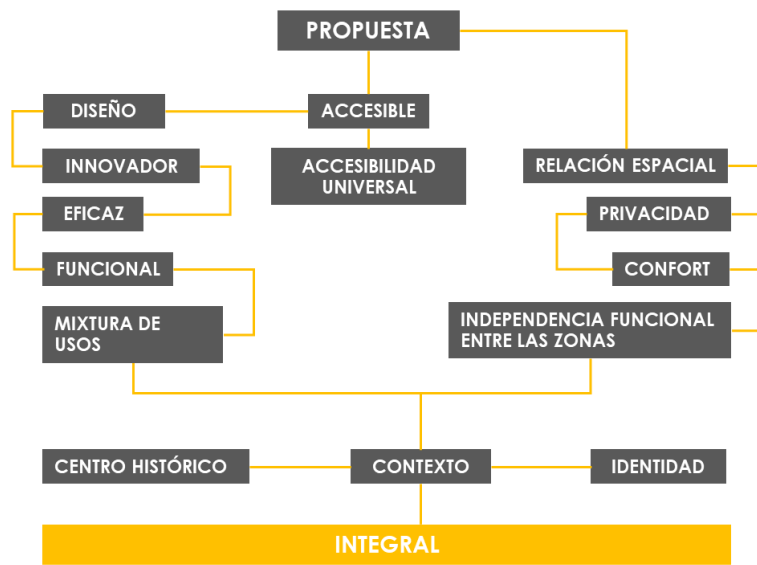 PROPUESTA
DISEÑO
ACCESIBLE
INNOVADOR
ACCESIBILIDAD
UNIVERSAL
RELACIÓN ESPACIAL
EFICAZ
PRIVACIDAD
FUNCIONAL
CONFORT
MIXTURA DE
USOS
INDEPENDENCIA FUNCIONAL
ENTRE LAS ZONAS
CENTRO HISTÓRICO
CONTEXTO
IDENTIDAD
INTEGRAL